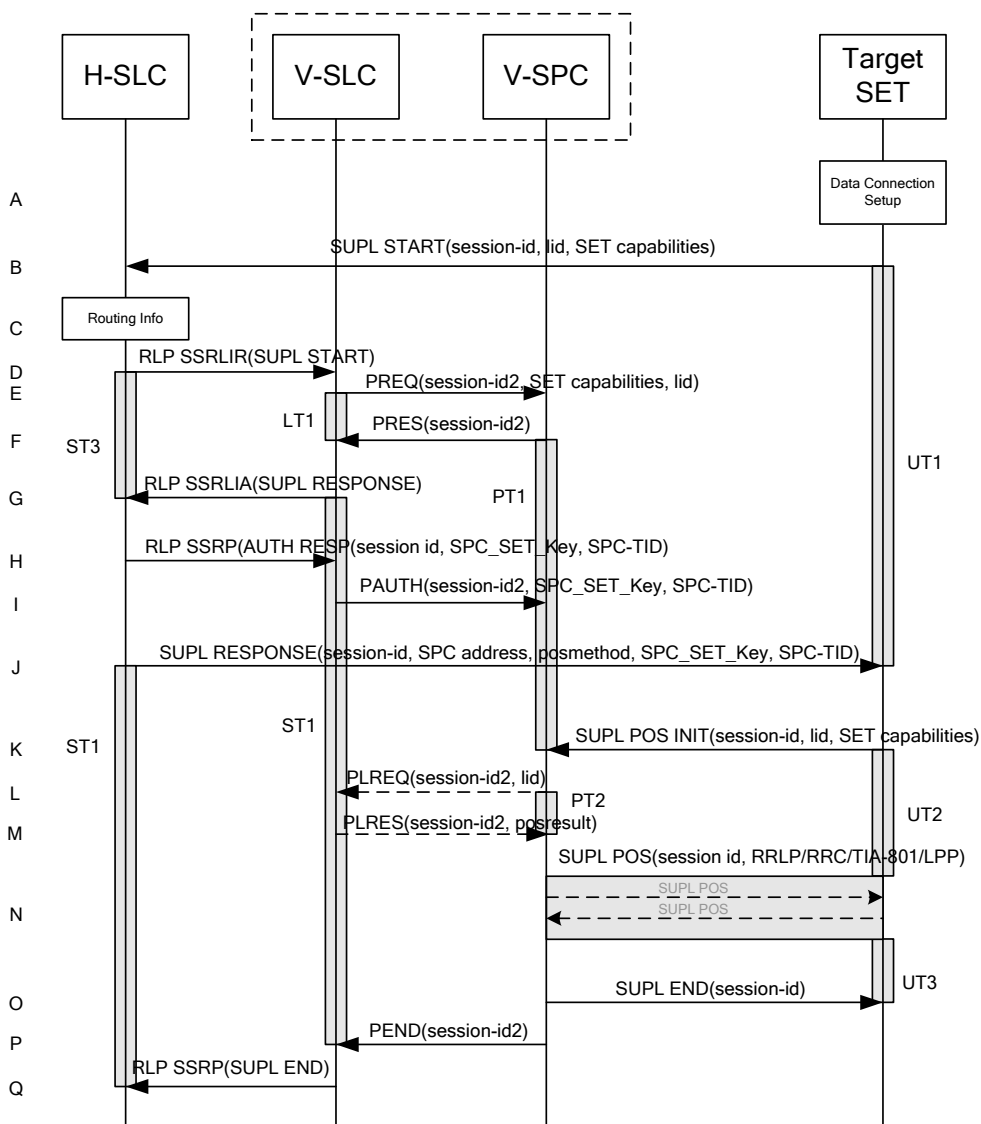 H-SLC
V-SLC
V-SPC
Target
SET
Data Connection
Setup
A
SUPL START(session-id, lid, SET capabilities)
B
Routing Info
C
RLP SSRLIR(SUPL START)
D
PREQ(session-id2, SET capabilities, lid)
E
LT1
PRES(session-id2)
F
ST3
UT1
RLP SSRLIA(SUPL RESPONSE)
G
PT1
RLP SSRP(AUTH RESP(session id, SPC_SET_Key, SPC-TID)
H
PAUTH(session-id2, SPC_SET_Key, SPC-TID)
I
SUPL RESPONSE(session-id, SPC address, posmethod, SPC_SET_Key, SPC-TID)
J
ST1
ST1
SUPL POS INIT(session-id, lid, SET capabilities)
K
PLREQ(session-id2, lid)
L
PT2
UT2
PLRES(session-id2, posresult)
M
SUPL POS(session id, RRLP/RRC/TIA-801/LPP)
SUPL POS
SUPL POS
N
UT3
SUPL END(session-id)
O
PEND(session-id2)
P
RLP SSRP(SUPL END)
Q